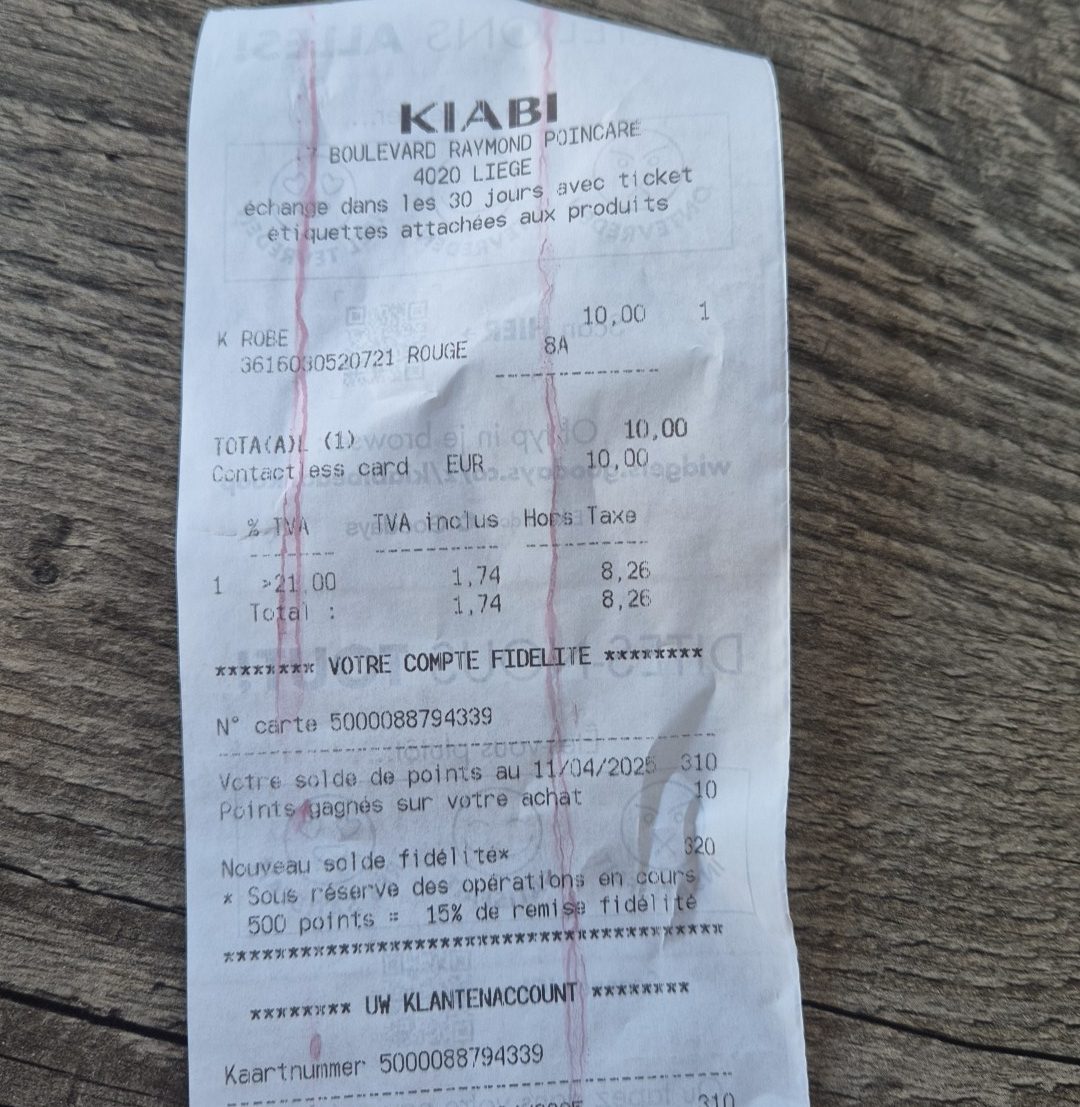 KIABI
BOULEVARD RAYMOND POINCARE
4020 LIEGE
échange dans les 30 jours avec ticket
étiquettes attachées aux produits
K ROBE 10,00 1
3616030520721 ROUGE 8A
TOTA(A)L (1) 10,00
Contactless card EUR 10,00
% TVA TVA inclus Hors Taxe
1 >21.00 1,74 8,26
Total : 1,74 8,26
******** VOTRE COMPTE FIDELITE ********
N° carte 5000088794339
Votre solde de points au 11/04/2025 310
Points gagnés sur votre achat 10
Nouveau solde fidélité* 320
* Sous réserve des opérations en cours
500 points = 15% de remise fidélité
****************************************
******** UW KLANTENACCOUNT ********
Kaartnummer 5000088794339
310